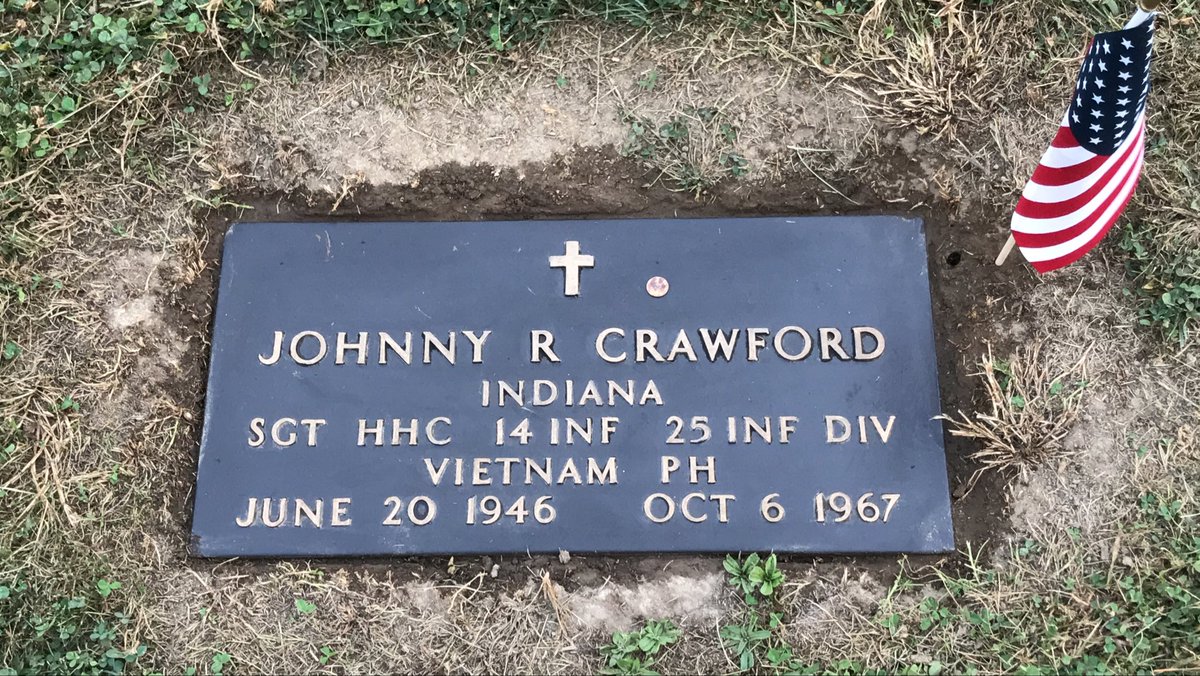 JOHNNY R CRAWFORD
INDIANA
SGT HHC 14 INF 25 INF DIV
VIETNAM PH
JUNE 20 1946 OCT 6 1967